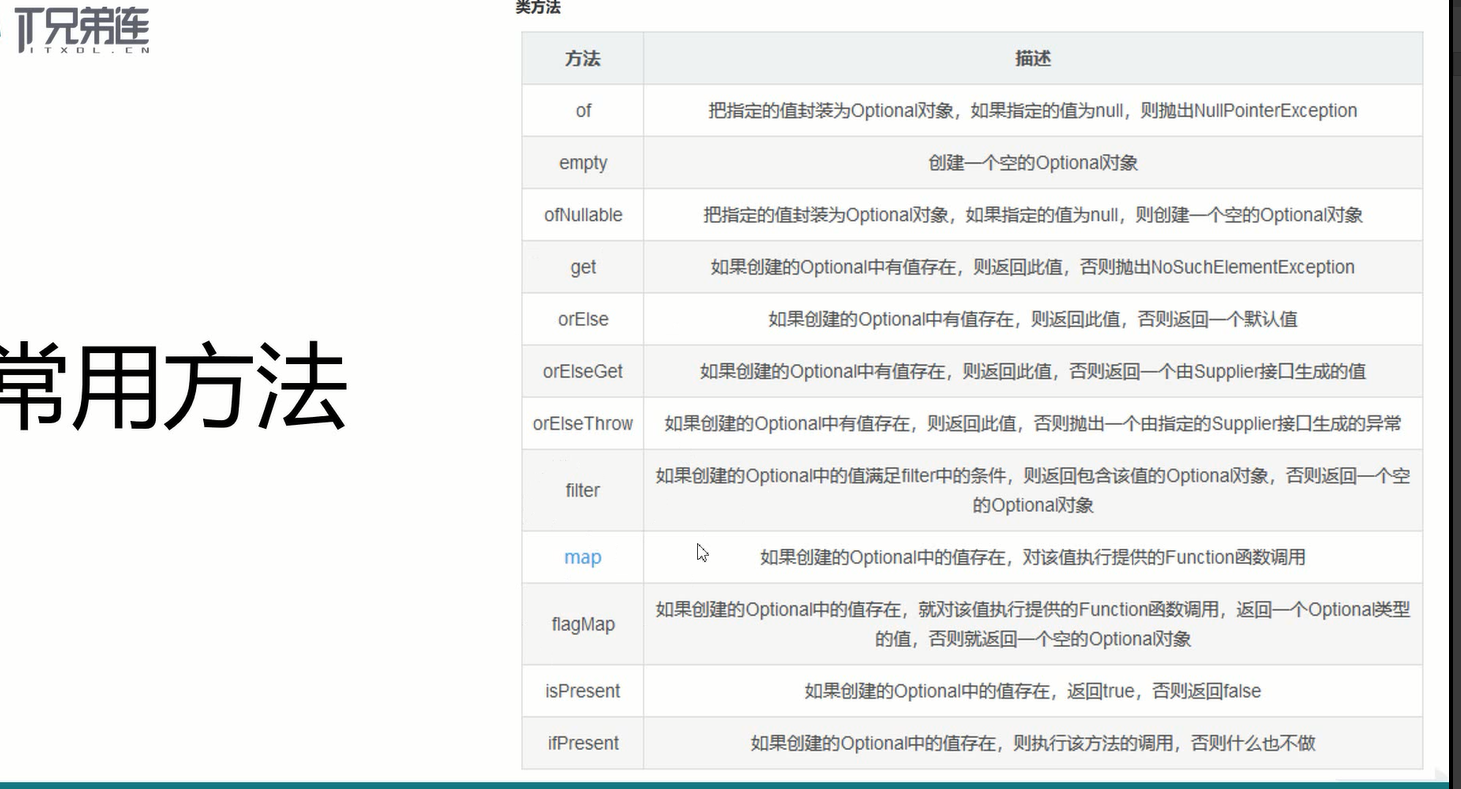 IT兄弟连
ITXDL.CN
类方法
常用方法
方法 描述
of 把指定的值封装为Optional对象，如果指定的值为null，则抛出NullPointerException
empty 创建一个空的Optional对象
ofNullable 把指定的值封装为Optional对象，如果指定的值为null，则创建一个空的Optional对象
get 如果创建的Optional中有值存在，则返回此值，否则抛出NoSuchElementException
orElse 如果创建的Optional中有值存在，则返回此值，否则返回一个默认值
orElseGet 如果创建的Optional中有值存在，则返回此值，否则返回一个由Supplier接口生成的值
orElseThrow 如果创建的Optional中有值存在，则返回此值，否则抛出一个由指定的Supplier接口生成的异常
filter 如果创建的Optional中的值满足filter中的条件，则返回包含该值的Optional对象，否则返回一个空
的Optional对象
map 如果创建的Optional中的值存在，对该值执行提供的Function函数调用
flagMap 如果创建的Optional中的值存在，就对该值执行提供的Function函数调用，返回一个Optional类型
的值，否则就返回一个空的Optional对象
isPresent 如果创建的Optional中的值存在，返回true，否则返回false
ifPresent 如果创建的Optional中的值存在，则执行该方法的调用，否则什么也不做